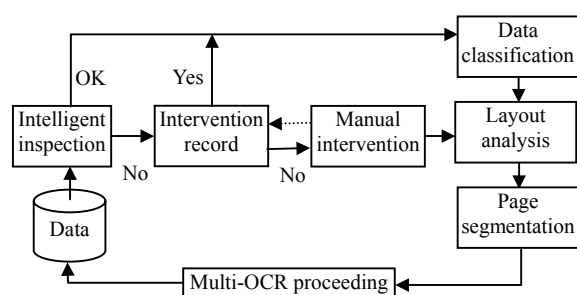 Data
classification
OK
Yes
Intelligent
inspection
Intervention
record
Manual
intervention
Layout
analysis
No
No
Page
segmentation
Data
Multi-OCR proceeding